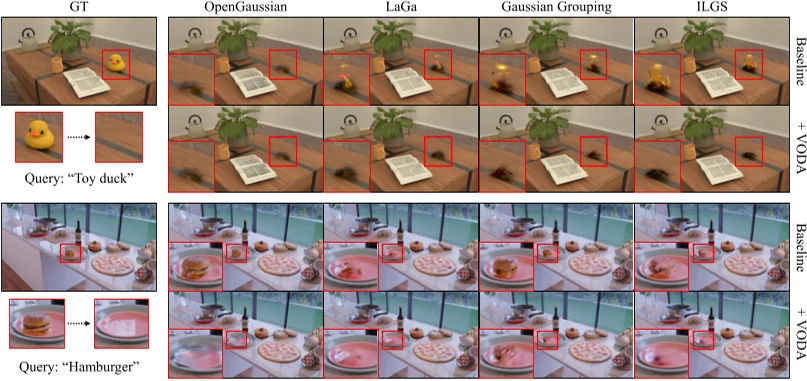 GT
OpenGaussian
LaGa
Gaussian Grouping
ILGS
Baseline
+ VODA
Query: “Toy duck”
Baseline
+ VODA
Query: “Hamburger”